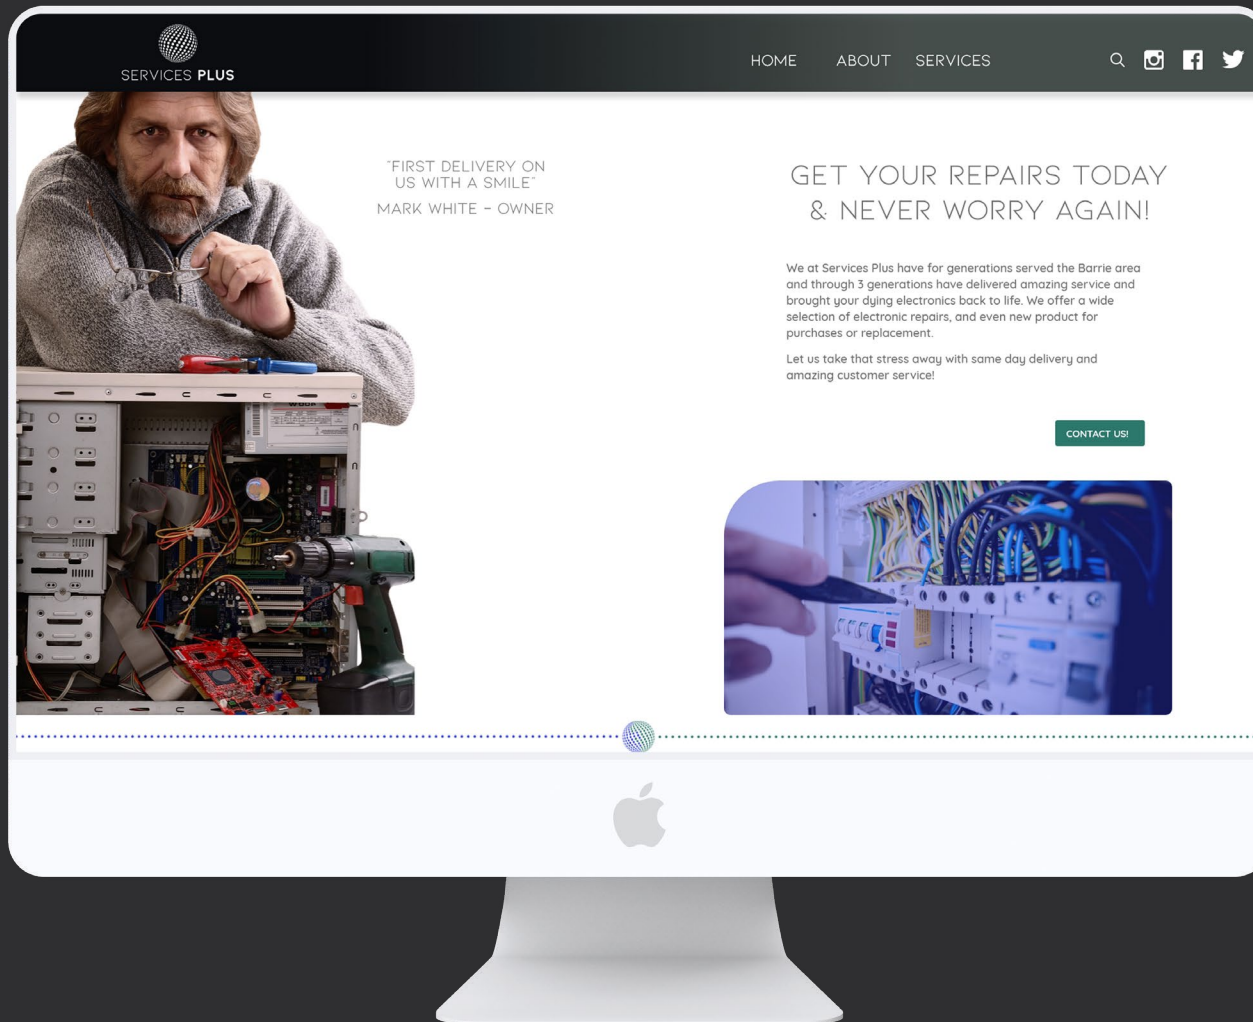 SERVICES PLUS
HOME ABOUT SERVICES
"FIRST DELIVERY ON
US WITH A SMILE"
MARK WHITE - OWNER
GET YOUR REPAIRS TODAY
& NEVER WORRY AGAIN!
We at Services Plus have for generations served the Barrie area
and through 3 generations have delivered amazing service and
brought your dying electronics back to life. We offer a wide
selection of electronic repairs, and even new product for
purchases or replacement.
Let us take that stress away with same day delivery and
amazing customer service!
CONTACT US!